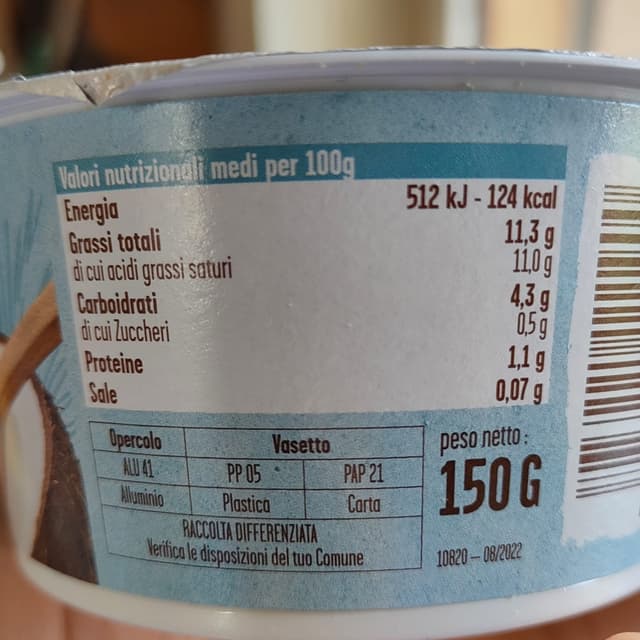 Valori nutrizionali medi per 100g
Energia 512 kJ - 124 kcal
Grassi totali 11,3 g
di cui acidi grassi saturi 11,0 g
Carboidrati 4,3 g
di cui Zuccheri 0,5 g
Proteine 1,1 g
Sale 0,07 g
Opercolo Vasetto
ALU 41 PP 05 PAP 21
Alluminio Plastica Carta
RACCOLTA DIFFERENZIATA
Verifica le disposizioni del tuo Comune
peso netto :
150 G
10820 – 08/2022